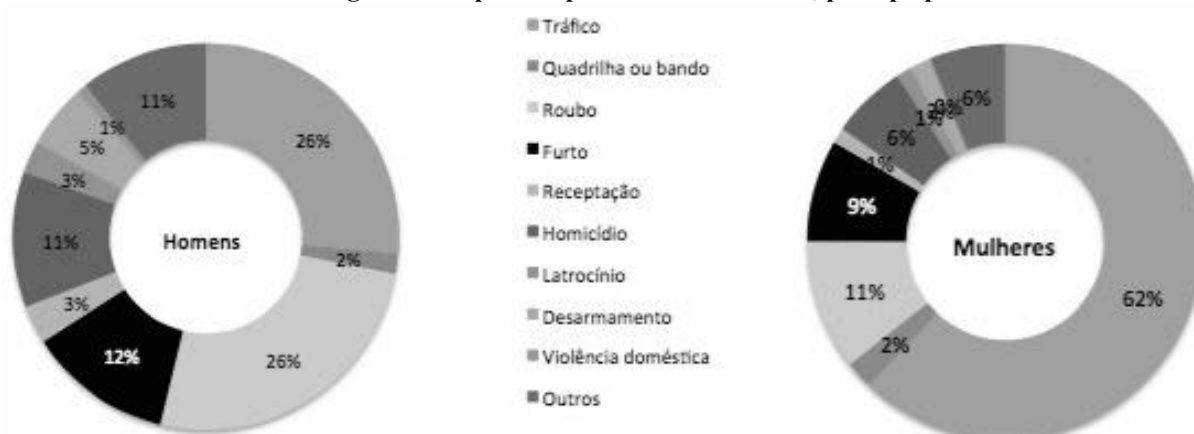 Tráfico
Quadrilha ou bando
Roubo
Furto
Receptação
Homicídio
Latrocínio
Desarmamento
Violência doméstica
Outros
Homens
26%
2%
26%
12%
3%
11%
3%
5%
1%
11%
Mulheres
62%
2%
11%
9%
1%
6%
1%
6%